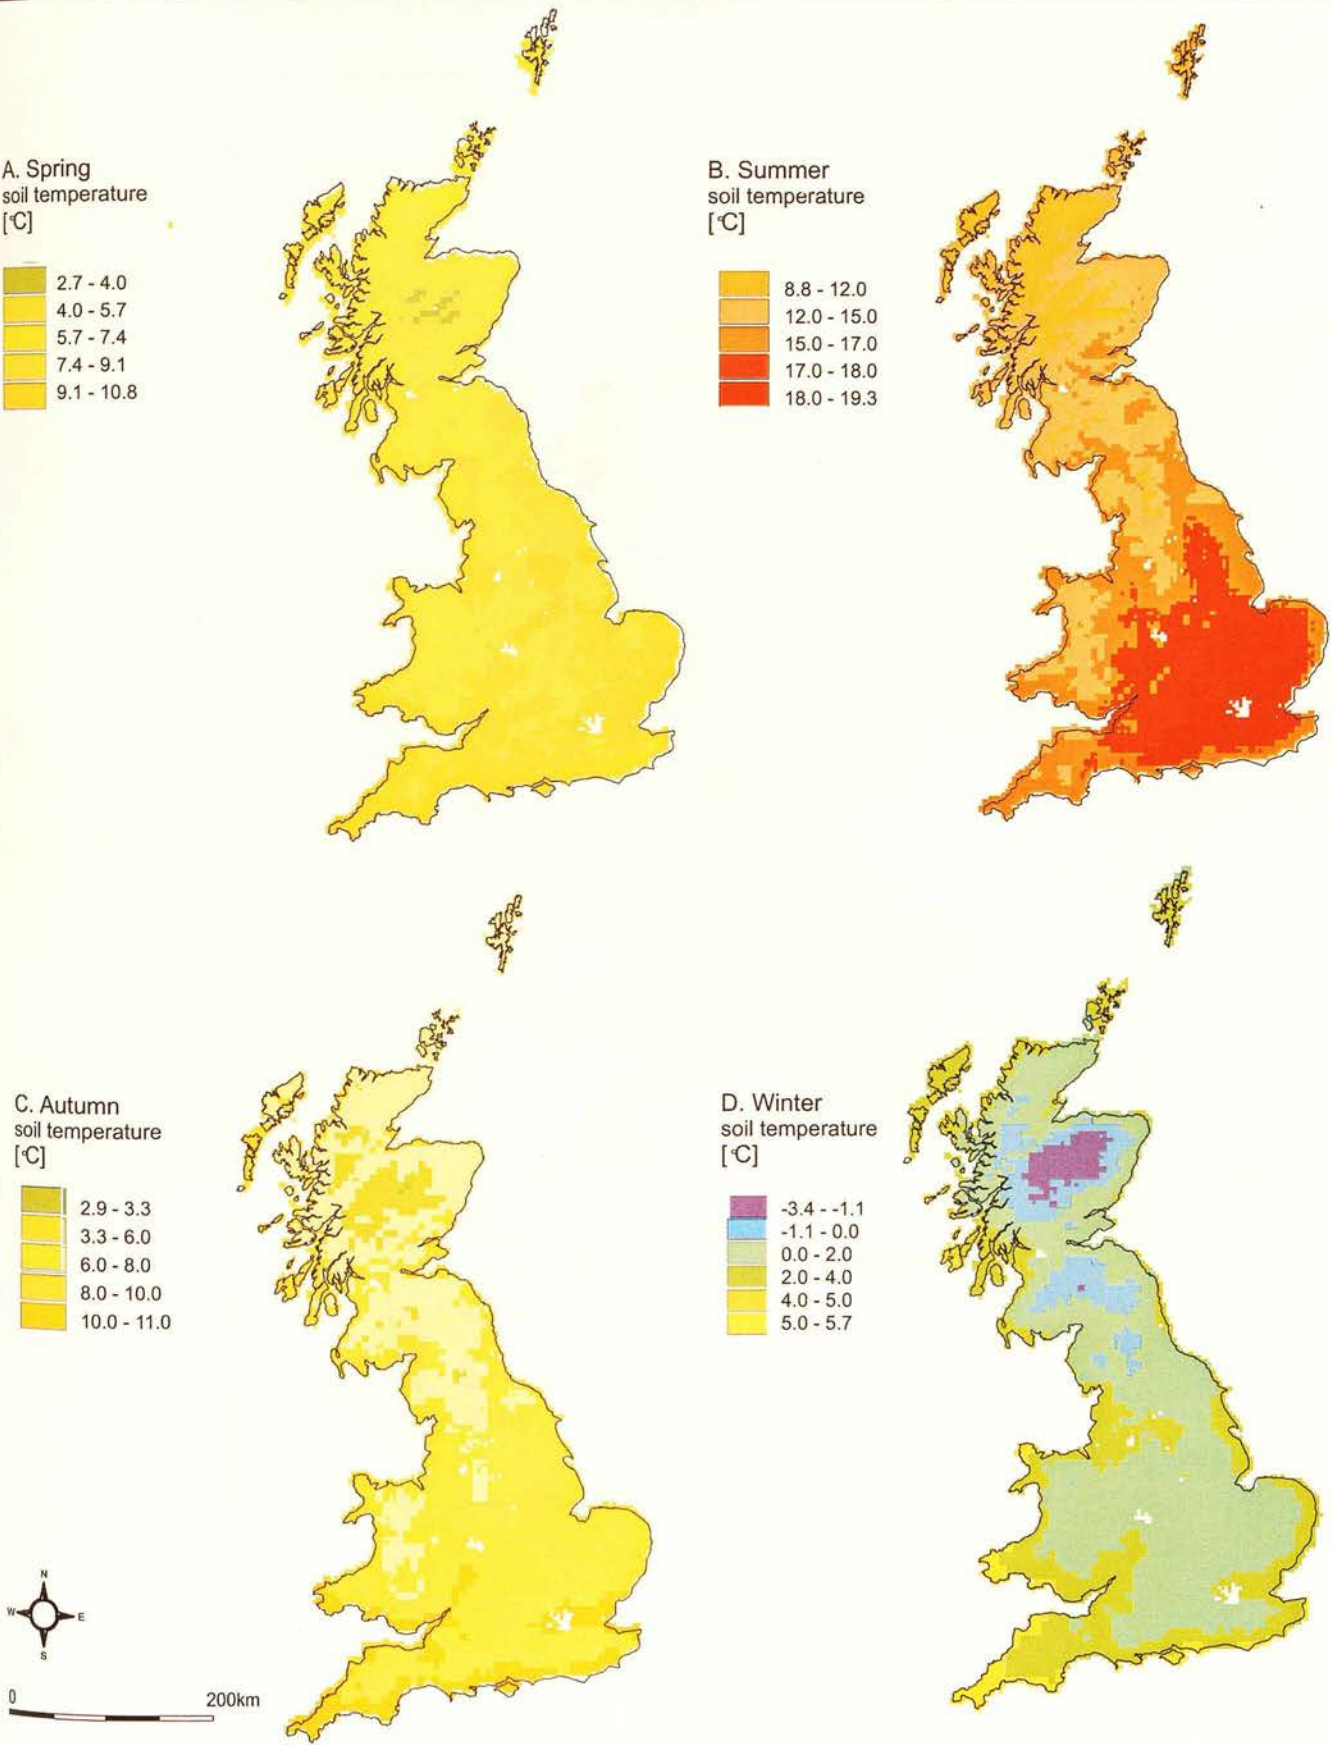 A. Spring
soil temperature
[°C]
2.7 - 4.0
4.0 - 5.7
5.7 - 7.4
7.4 - 9.1
9.1 - 10.8
B. Summer
soil temperature
[°C]
8.8 - 12.0
12.0 - 15.0
15.0 - 17.0
17.0 - 18.0
18.0 - 19.3
C. Autumn
soil temperature
[°C]
2.9 - 3.3
3.3 - 6.0
6.0 - 8.0
8.0 - 10.0
10.0 - 11.0
D. Winter
soil temperature
[°C]
-3.4 - -1.1
-1.1 - 0.0
0.0 - 2.0
2.0 - 4.0
4.0 - 5.0
5.0 - 5.7
N
W E
S
0 200km